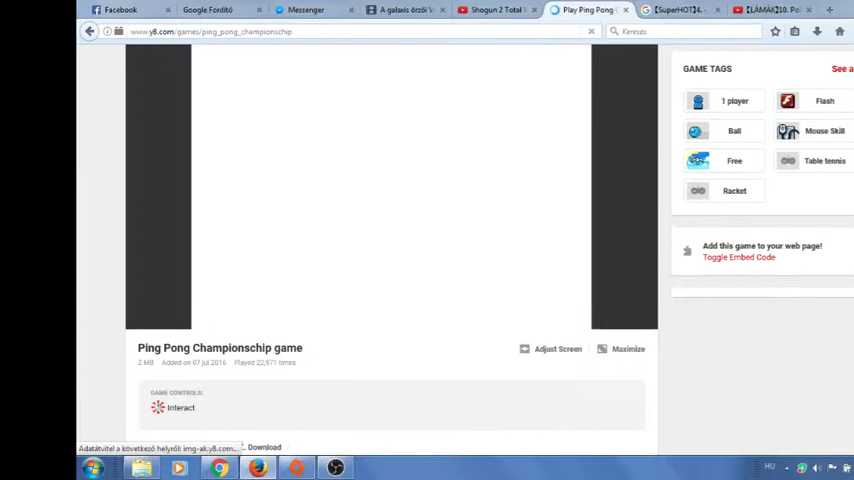 Facebook
Google Fordító
Messenger
A galaxis őrzői V
Shogun 2 Total
Play Ping Pong C
[SuperHOT]4.
【LÁMÁK】10. Po
www.y8.com/games/ping_pong_championschip
Keresés
GAME TAGS
See a
1 player
Flash
Ball
Mouse Skill
Free
Table tennis
Racket
Add this game to your web page!
Toggle Embed Code
Ping Pong Championschip game
Adjust Screen
Maximize
2 MB Added on 07 Jul 2016 Played 22,971 times
GAME CONTROLS:
Interact
Adatátvitel a következő helyről: img-ak.y8.com...
Download
HU